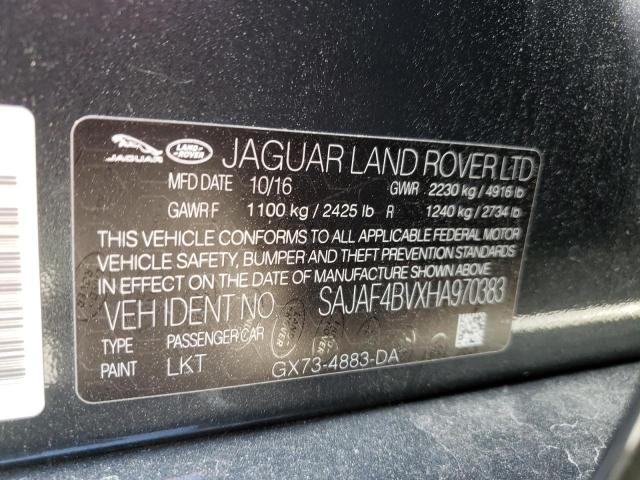 JAGUAR LAND ROVER JAGUAR LAND ROVER LTD
MFD DATE 10/16 GVWR 2230 kg / 4916 lb
GAWR F 1100 kg / 2425 lb R 1240 kg / 2734 lb
THIS VEHICLE CONFORMS TO ALL APPLICABLE FEDERAL MOTOR
VEHICLE SAFETY, BUMPER AND THEFT PREVENTION STANDARDS
IN EFFECT ON THE DATE OF MANUFACTURE SHOWN ABOVE
VEH IDENT NO SAJAF4BVXHA970383
TYPE PASSENGER CAR
PAINT LKT GX73-4883-DA